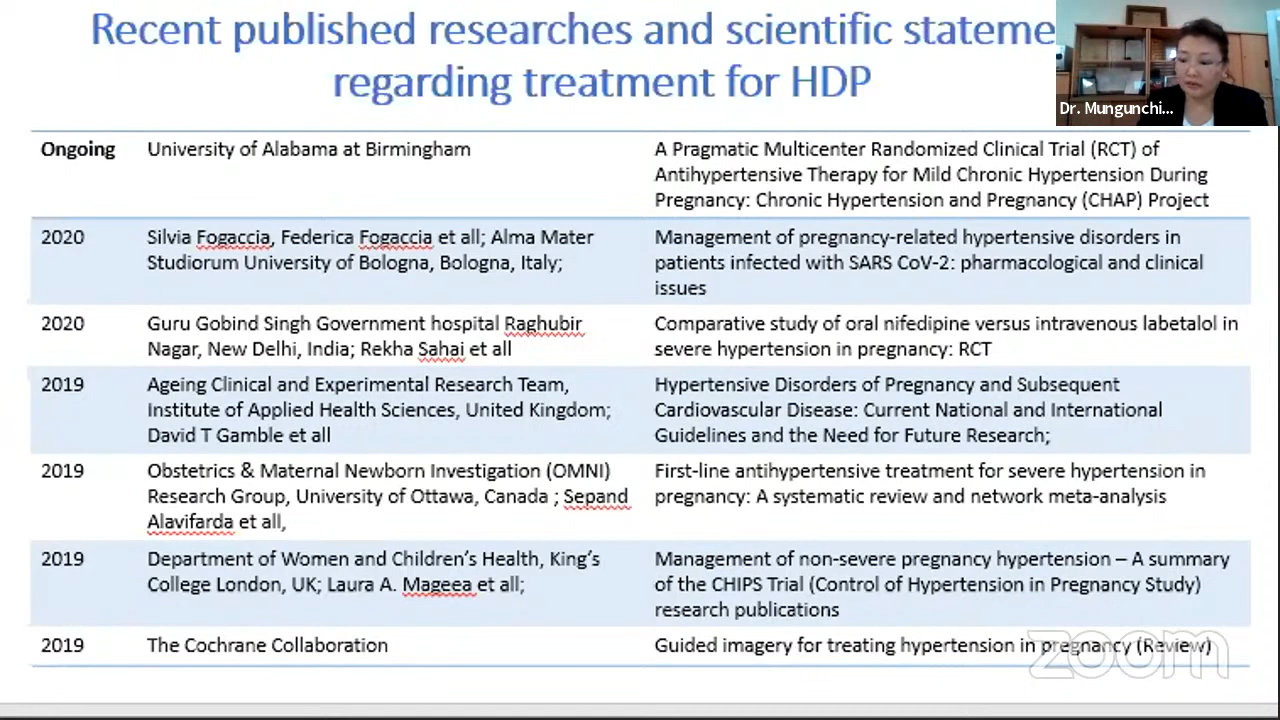 Recent published researches and scientific stateme
regarding treatment for HDP
Dr. Mungunchi...
Ongoing University of Alabama at Birmingham A Pragmatic Multicenter Randomized Clinical Trial (RCT) of
Antihypertensive Therapy for Mild Chronic Hypertension During
Pregnancy: Chronic Hypertension and Pregnancy (CHAP) Project
2020 Silvia Fogaccia, Federica Fogaccia et all; Alma Mater Management of pregnancy-related hypertensive disorders in
Studiorum University of Bologna, Bologna, Italy; patients infected with SARS CoV-2: pharmacological and clinical
issues
2020 Guru Gobind Singh Government hospital Raghubir Comparative study of oral nifedipine versus intravenous labetalol in
Nagar, New Delhi, India; Rekha Sahai et all severe hypertension in pregnancy: RCT
2019 Ageing Clinical and Experimental Research Team, Hypertensive Disorders of Pregnancy and Subsequent
Institute of Applied Health Sciences, United Kingdom; Cardiovascular Disease: Current National and International
David T Gamble et all Guidelines and the Need for Future Research;
2019 Obstetrics & Maternal Newborn Investigation (OMNI) First-line antihypertensive treatment for severe hypertension in
Research Group, University of Ottawa, Canada ; Sepand pregnancy: A systematic review and network meta-analysis
Alavifarda et all,
2019 Department of Women and Children's Health, King's Management of non-severe pregnancy hypertension – A summary
College London, UK; Laura A. Mageea et all; of the CHIPS Trial (Control of Hypertension in Pregnancy Study)
research publications
2019 The Cochrane Collaboration Guided imagery for treating hypertension in pregnancy (Review)
zoom